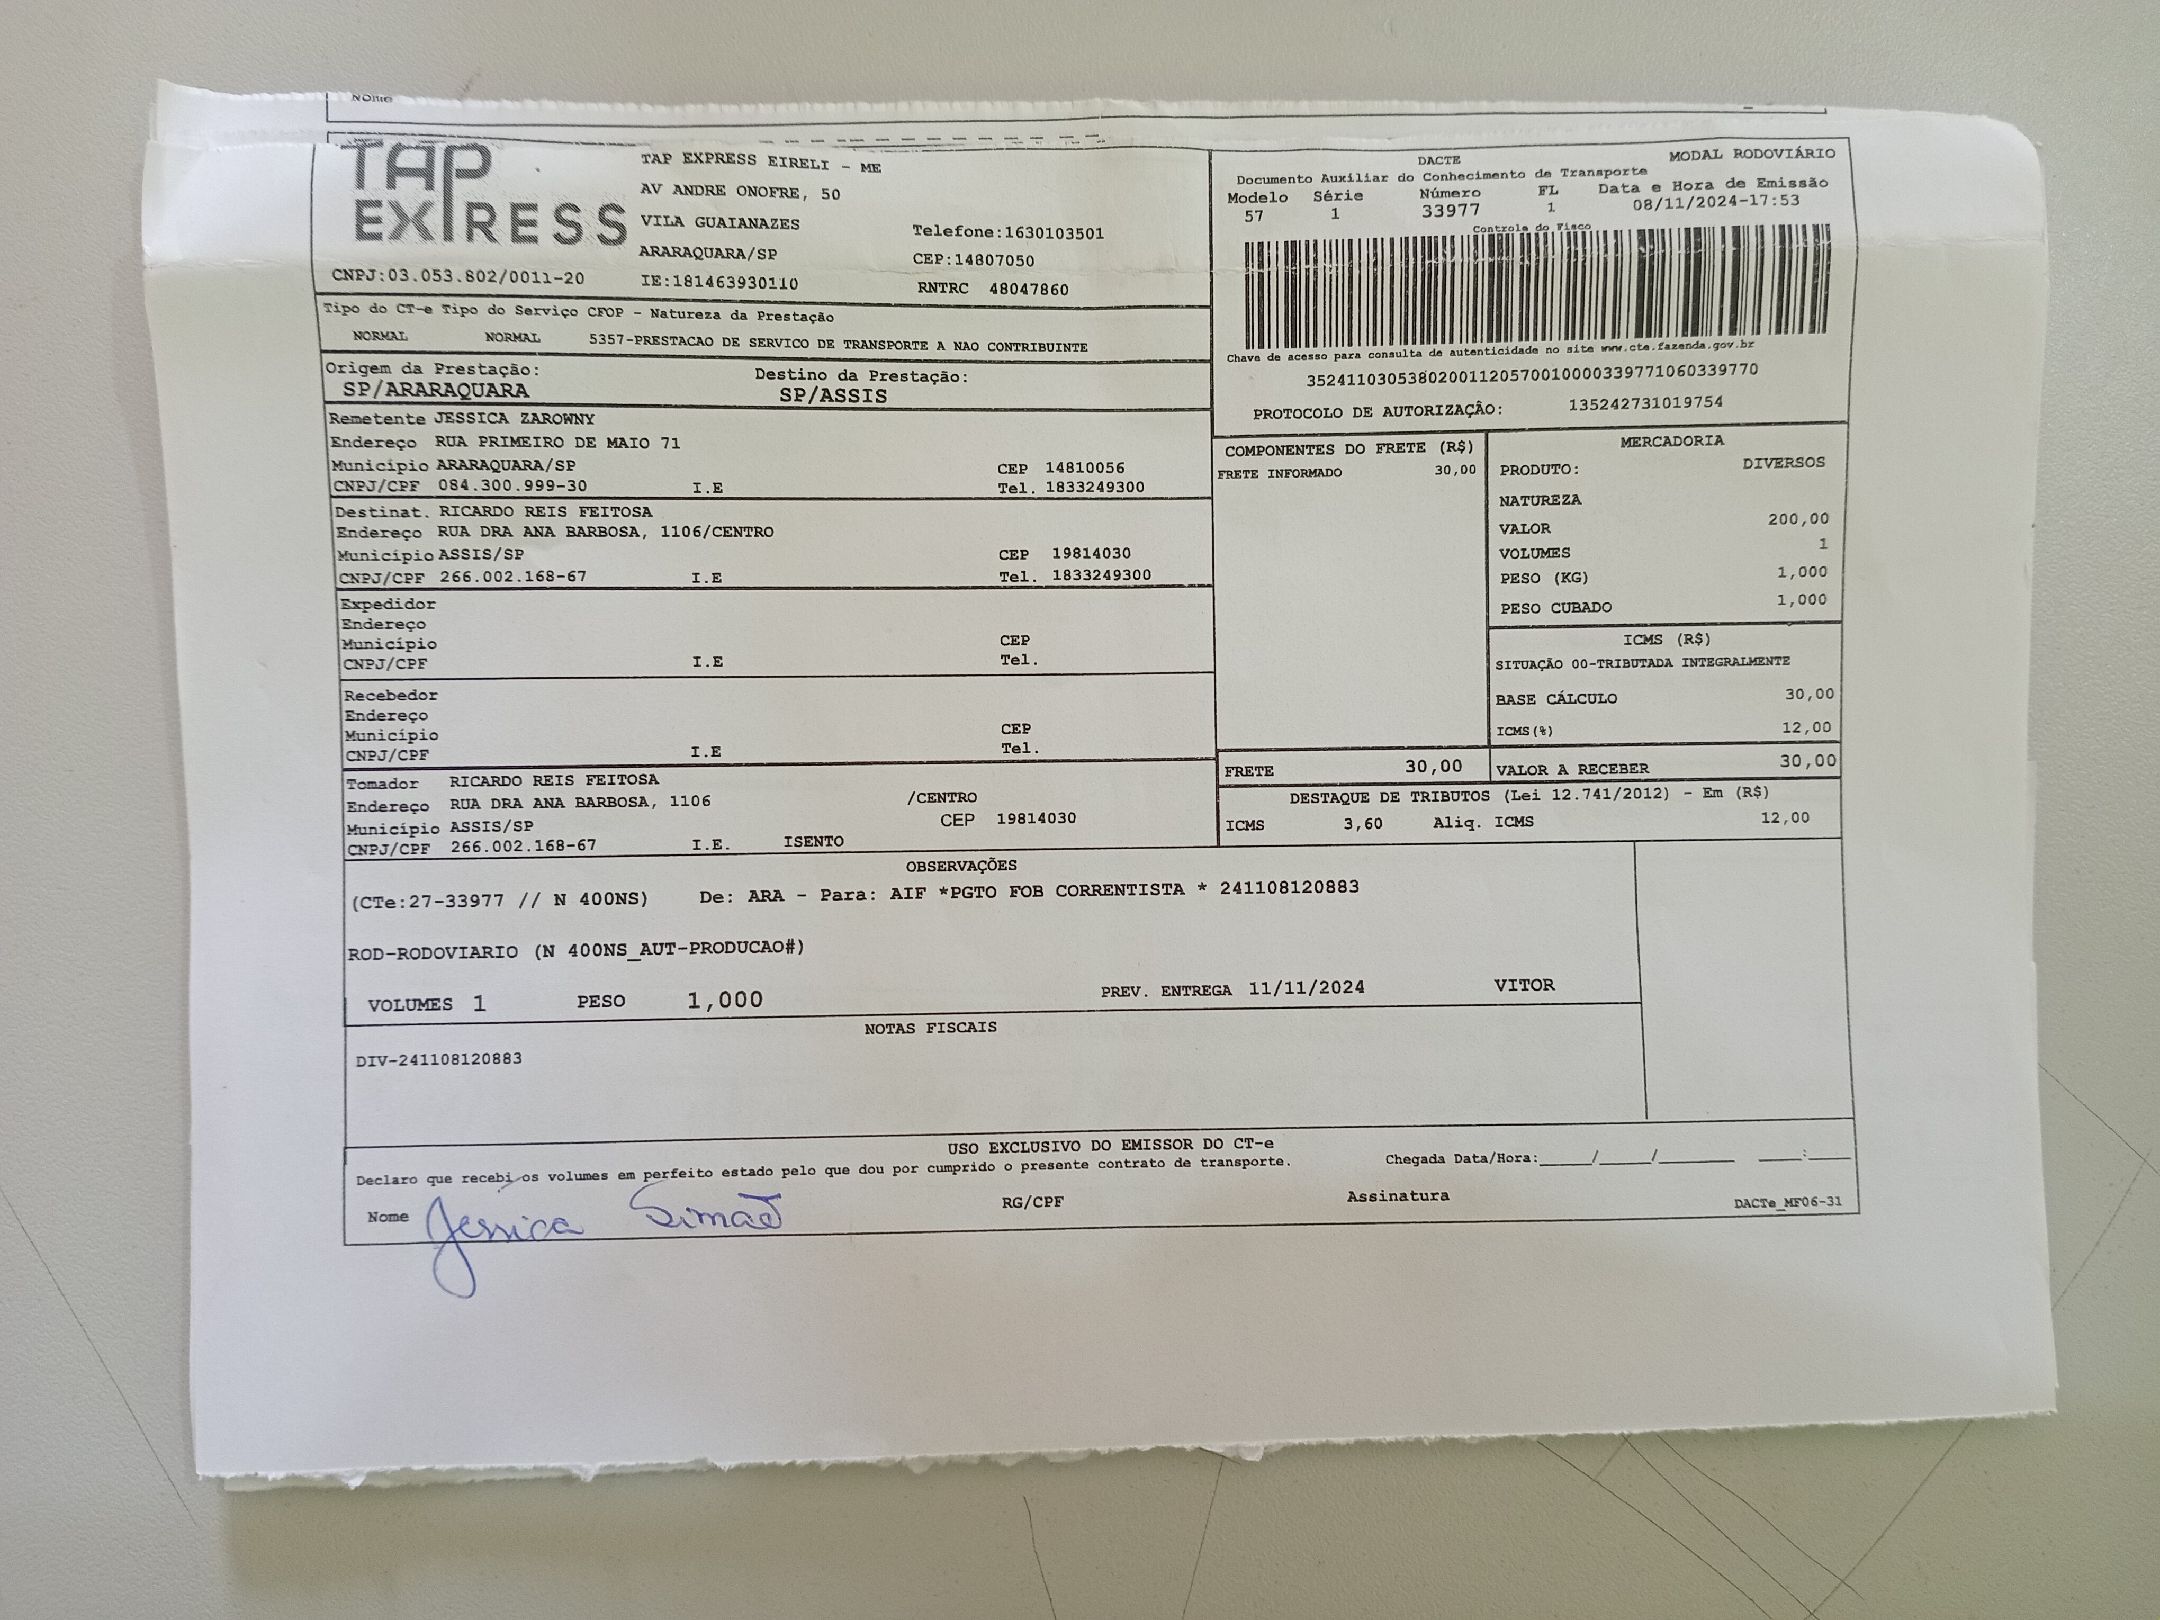 Nome
TAP EXPRESS
CNPJ:03.053.802/0011-20
TAP EXPRESS EIRELI - ME
AV ANDRE ONOFRE, 50
VILA GUAIANAZES
ARARAQUARA/SP
IE:181463930110
Telefone:1630103501
CEP:14807050
RNTRC 48047860
DACTE MODAL RODOVIÁRIO
Documento Auxiliar do Conhecimento de Transporte
Modelo Série Número FL Data e Hora de Emissão
57 1 33977 1 08/11/2024-17:53
Controle do Fisco
Chave de acesso para consulta de autenticidade no site www.cte.fazenda.gov.br
35241103053802001120570010000339771060339770
PROTOCOLO DE AUTORIZAÇÂO: 135242731019754
Tipo do CT-e Tipo do Serviço CFOP - Natureza da Prestação
NORMAL NORMAL 5357-PRESTACAO DE SERVICO DE TRANSPORTE A NAO CONTRIBUINTE
Origem da Prestação: Destino da Prestação:
SP/ARARAQUARA SP/ASSIS
Remetente JESSICA ZAROWNY
Endereço RUA PRIMEIRO DE MAIO 71
Município ARARAQUARA/SP CEP 14810056
CNPJ/CPF 084.300.999-30 I.E Tel. 1833249300
Destinat. RICARDO REIS FEITOSA
Endereço RUA DRA ANA BARBOSA, 1106/CENTRO
Município ASSIS/SP CEP 19814030
CNPJ/CPF 266.002.168-67 I.E Tel. 1833249300
Expedidor
Endereço
Município CEP
CNPJ/CPF I.E Tel.
Recebedor
Endereço
Município CEP
CNPJ/CPF I.E Tel.
Tomador RICARDO REIS FEITOSA
Endereço RUA DRA ANA BARBOSA, 1106 /CENTRO
Município ASSIS/SP CEP 19814030
CNPJ/CPF 266.002.168-67 I.E. ISENTO
COMPONENTES DO FRETE (R$)
FRETE INFORMADO 30,00
MERCADORIA
PRODUTO: DIVERSOS
NATUREZA
VALOR 200,00
VOLUMES 1
PESO (KG) 1,000
PESO CUBADO 1,000
ICMS (R$)
SITUAÇÃO 00-TRIBUTADA INTEGRALMENTE
BASE CÁLCULO 30,00
ICMS(%) 12,00
FRETE 30,00 VALOR A RECEBER 30,00
DESTAQUE DE TRIBUTOS (Lei 12.741/2012) - Em (R$)
ICMS 3,60 Aliq. ICMS 12,00
OBSERVAÇÕES
(CTe:27-33977 // N 400NS) De: ARA - Para: AIF *PGTO FOB CORRENTISTA * 241108120883
ROD-RODOVIARIO (N 400NS_AUT-PRODUCAO#)
VOLUMES 1 PESO 1,000 PREV. ENTREGA 11/11/2024 VITOR
NOTAS FISCAIS
DIV-241108120883
USO EXCLUSIVO DO EMISSOR DO CT-e
Declaro que recebi os volumes em perfeito estado pelo que dou por cumprido o presente contrato de transporte. Chegada Data/Hora:____/____/______ ____:____
Nome Jessica Simão RG/CPF Assinatura DACTe_MF06-31